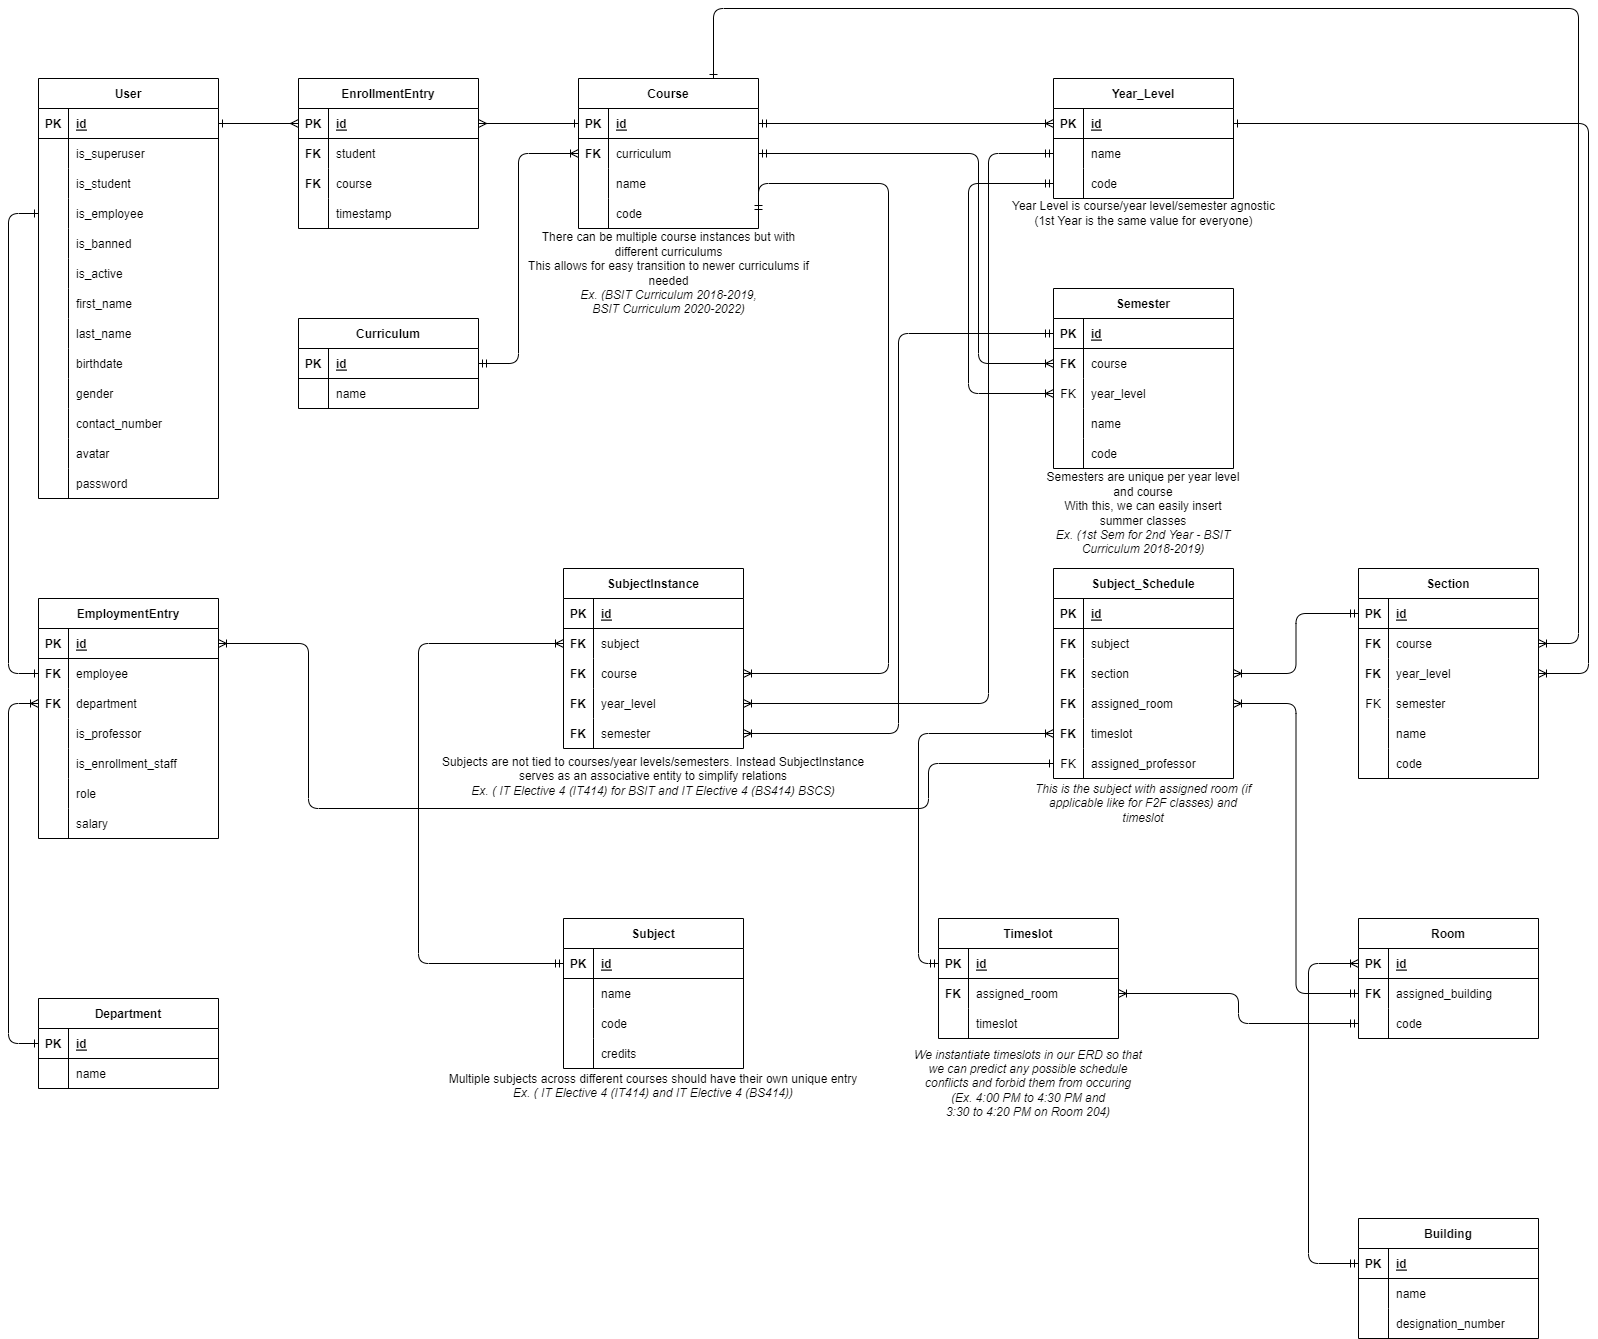 User
PK id
is_superuser
is_student
is_employee
is_banned
is_active
first_name
last_name
birthdate
gender
contact_number
avatar
password
EnrollmentEntry
PK id
FK student
FK course
timestamp
Course
PK id
FK curriculum
name
code
There can be multiple course instances but with
different curriculums
This allows for easy transition to newer curriculums if
needed
Ex. (BSIT Curriculum 2018-2019,
BSIT Curriculum 2020-2022)
Year_Level
PK id
name
code
Year Level is course/year level/semester agnostic
(1st Year is the same value for everyone)
Curriculum
PK id
name
Semester
PK id
FK course
FK year_level
name
code
Semesters are unique per year level
and course
With this, we can easily insert
summer classes
Ex. (1st Sem for 2nd Year - BSIT
Curriculum 2018-2019)
EmploymentEntry
PK id
FK employee
FK department
is_professor
is_enrollment_staff
role
salary
SubjectInstance
PK id
FK subject
FK course
FK year_level
FK semester
Subjects are not tied to courses/year levels/semesters. Instead SubjectInstance
serves as an associative entity to simplify relations
Ex. ( IT Elective 4 (IT414) for BSIT and IT Elective 4 (BS414) BSCS)
Subject_Schedule
PK id
FK subject
FK section
FK assigned_room
FK timeslot
FK assigned_professor
This is the subject with assigned room (if
applicable like for F2F classes) and
timeslot
Section
PK id
FK course
FK year_level
FK semester
name
code
Department
PK id
name
Subject
PK id
name
code
credits
Multiple subjects across different courses should have their own unique entry
Ex. ( IT Elective 4 (IT414) and IT Elective 4 (BS414))
Timeslot
PK id
FK assigned_room
timeslot
We instantiate timeslots in our ERD so that
we can predict any possible schedule
conflicts and forbid them from occuring
(Ex. 4:00 PM to 4:30 PM and
3:30 to 4:20 PM on Room 204)
Room
PK id
FK assigned_building
code
Building
PK id
name
designation_number